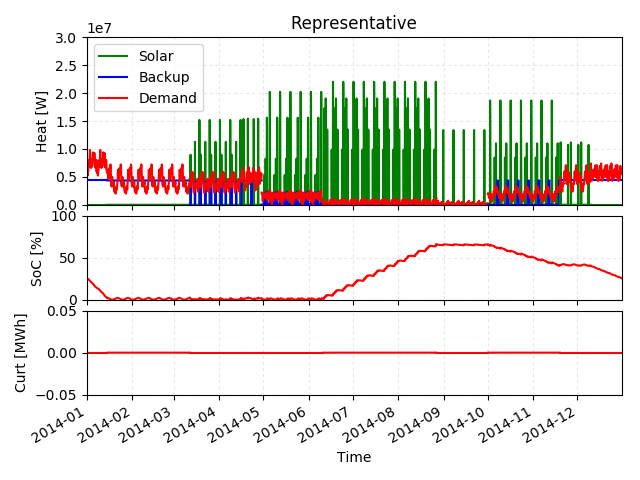 Representative
1e7
Heat [W]
3.0
2.5
2.0
1.5
1.0
0.5
0.0
Solar
Backup
Demand
SoC [%]
100
50
0
Curt [MWh]
0.05
0.00
−0.05
2014-01
2014-02
2014-03
2014-04
2014-05
2014-06
2014-07
2014-08
2014-09
2014-10
2014-11
2014-12
Time